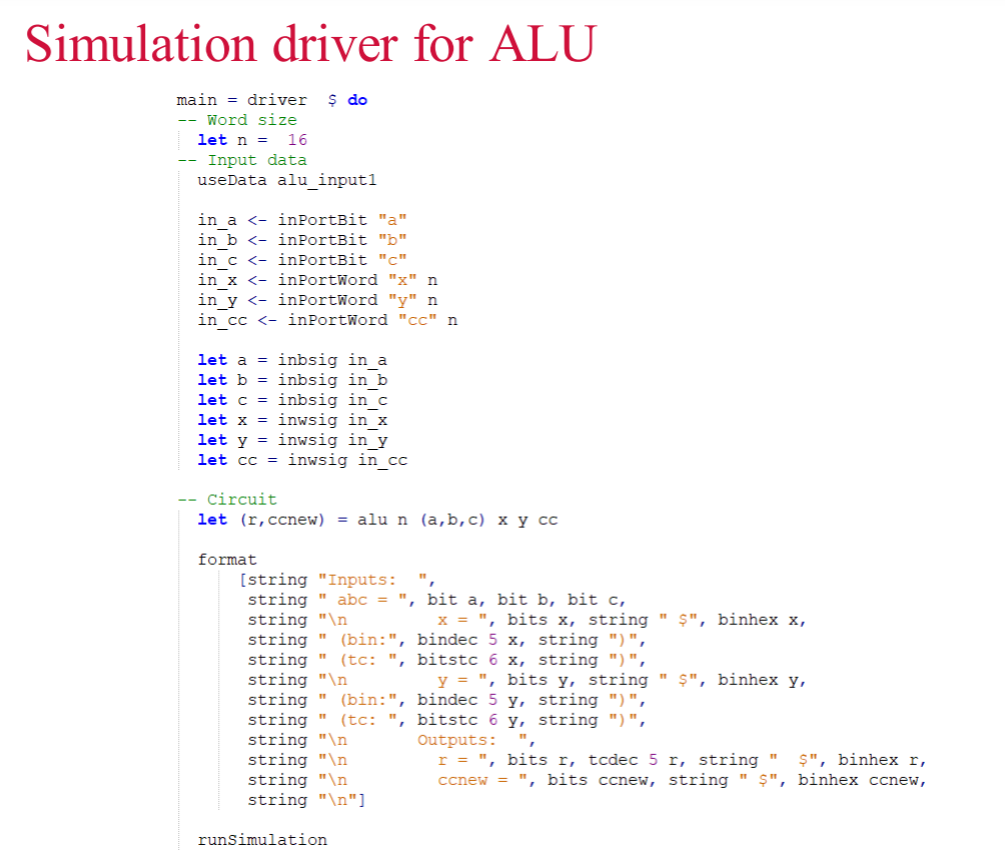 Simulation driver for ALU
main = driver  $ do
-- Word size
  let n =  16
-- Input data
  useData alu_input1
  in_a <- inPortBit "a"
  in_b <- inPortBit "b"
  in_c <- inPortBit "c"
  in_x <- inPortWord "x" n
  in_y <- inPortWord "y" n
  in_cc <- inPortWord "cc" n
  let a = inbsig in_a
  let b = inbsig in_b
  let c = inbsig in_c
  let x = inwsig in_x
  let y = inwsig in_y
  let cc = inwsig in_cc
-- Circuit
  let (r,ccnew) = alu n (a,b,c) x y cc
  format
      [string "Inputs:  ",
       string " abc = ", bit a, bit b, bit c,
       string "\n         x = ", bits x, string " $", binhex x,
       string " (bin:", bindec 5 x, string ")",
       string " (tc: ", bitstc 6 x, string ")",
       string "\n         y = ", bits y, string " $", binhex y,
       string " (bin:", bindec 5 y, string ")",
       string " (tc: ", bitstc 6 y, string ")",
       string "\n       Outputs:  ",
       string "\n         r = ", bits r, tcdec 5 r, string "  $", binhex r,
       string "\n         ccnew = ", bits ccnew, string " $", binhex ccnew,
       string "\n"]
  runSimulation